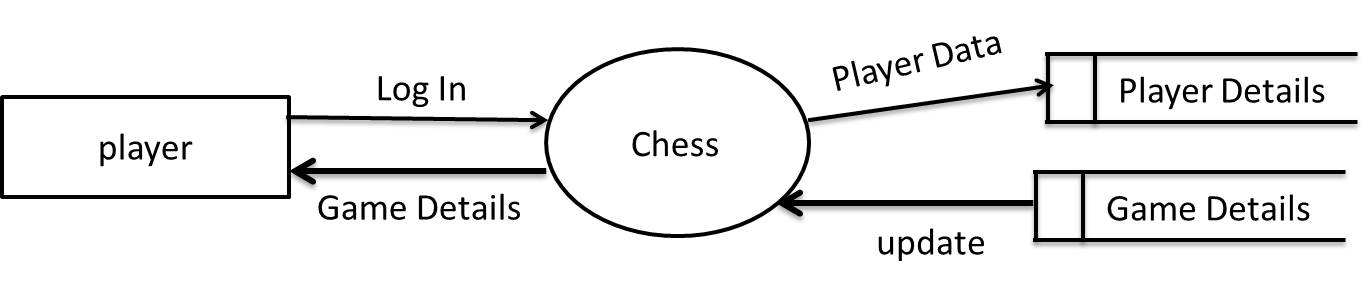 player
Log In
Game Details
Chess
Player Data
Player Details
update
Game Details